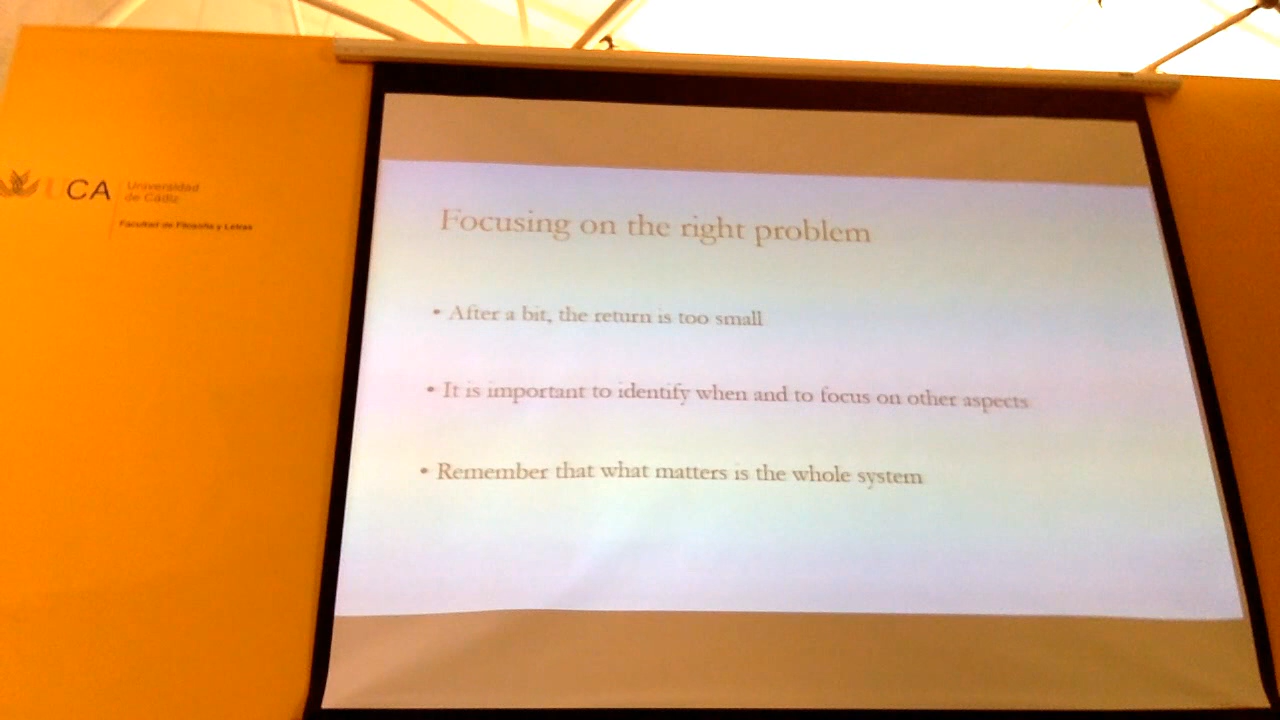 UCA
Universidad
de Cádiz
Facultad de Filosofía y Letras
Focusing on the right problem
• After a bit, the return is too small
• It is important to identify when and to focus on other aspects
• Remember that what matters is the whole system